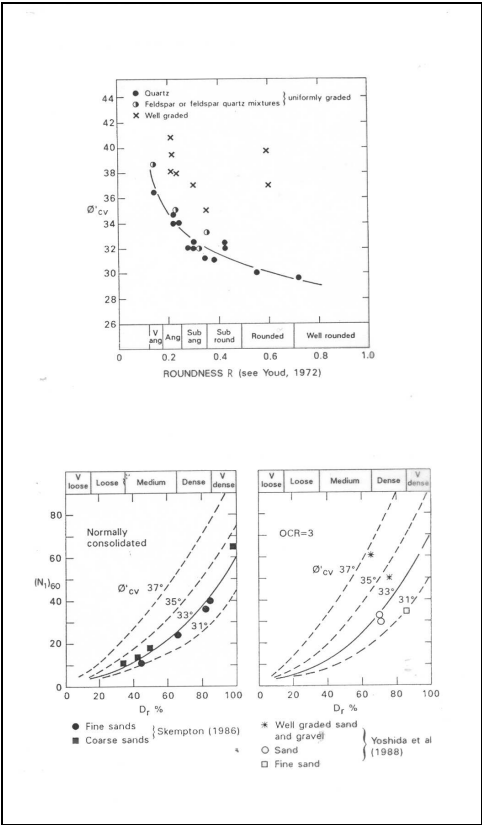 ● Quartz
◑ Feldspar or feldspar quartz mixtures } uniformly graded
× Well graded
44
42
40
38
36
Ø'cv
34
32
30
28
26
V ang
Ang
Sub ang
Sub round
Rounded
Well rounded
0 0.2 0.4 0.6 0.8 1.0
ROUNDNESS R (see Youd, 1972)
V loose
Loose
Medium
Dense
V dense
80
Normally consolidated
60
(N1)60
Ø'cv 37°
35°
40
33°
31°
20
0
0 20 40 60 80 100
Dr %
● Fine sands
■ Coarse sands } Skempton (1986)
V loose
Loose
Medium
Dense
V dense
OCR=3
Ø'cv 37°
35°
33°
31°
0 20 40 60 80 100
Dr %
* Well graded sand and gravel
○ Sand
□ Fine sand
Yoshida et al (1988)